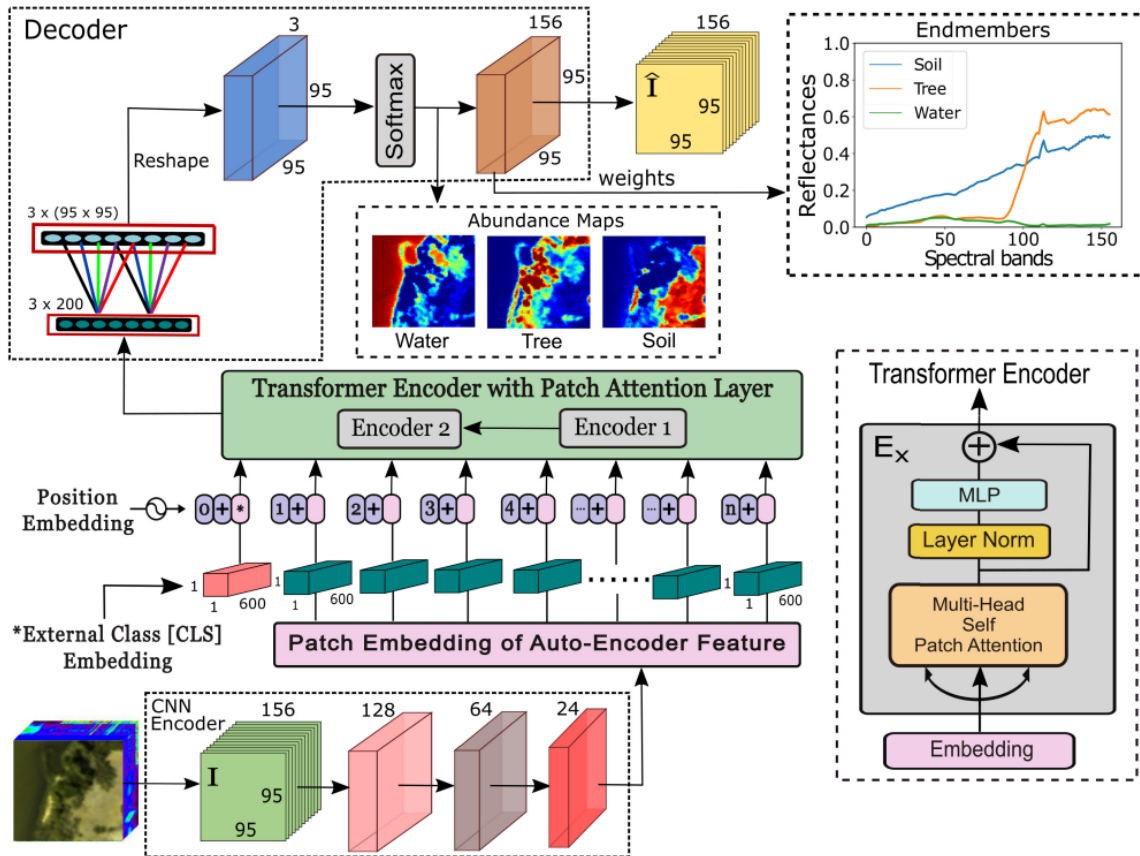 Decoder
3
95
95
Reshape
Softmax
156
95
95
156
Î
95
95
weights
Endmembers
Soil
Tree
Water
Reflectances
1.0
0.8
0.6
0.4
0.2
0.0
0
50
100
150
Spectral bands
3 x (95 x 95)
3 x 200
Abundance Maps
Water
Tree
Soil
Transformer Encoder with Patch Attention Layer
Encoder 2
Encoder 1
Position
Embedding
0 + *
1 +
2 +
3 +
4 +
... +
... +
n +
1
1
600
1
1
600
1
1
600
*External Class [CLS]
Embedding
Patch Embedding of Auto-Encoder Feature
CNN
Encoder
156
I
95
95
128
64
24
Transformer Encoder
Ex
+
MLP
Layer Norm
Multi-Head
Self
Patch Attention
Embedding